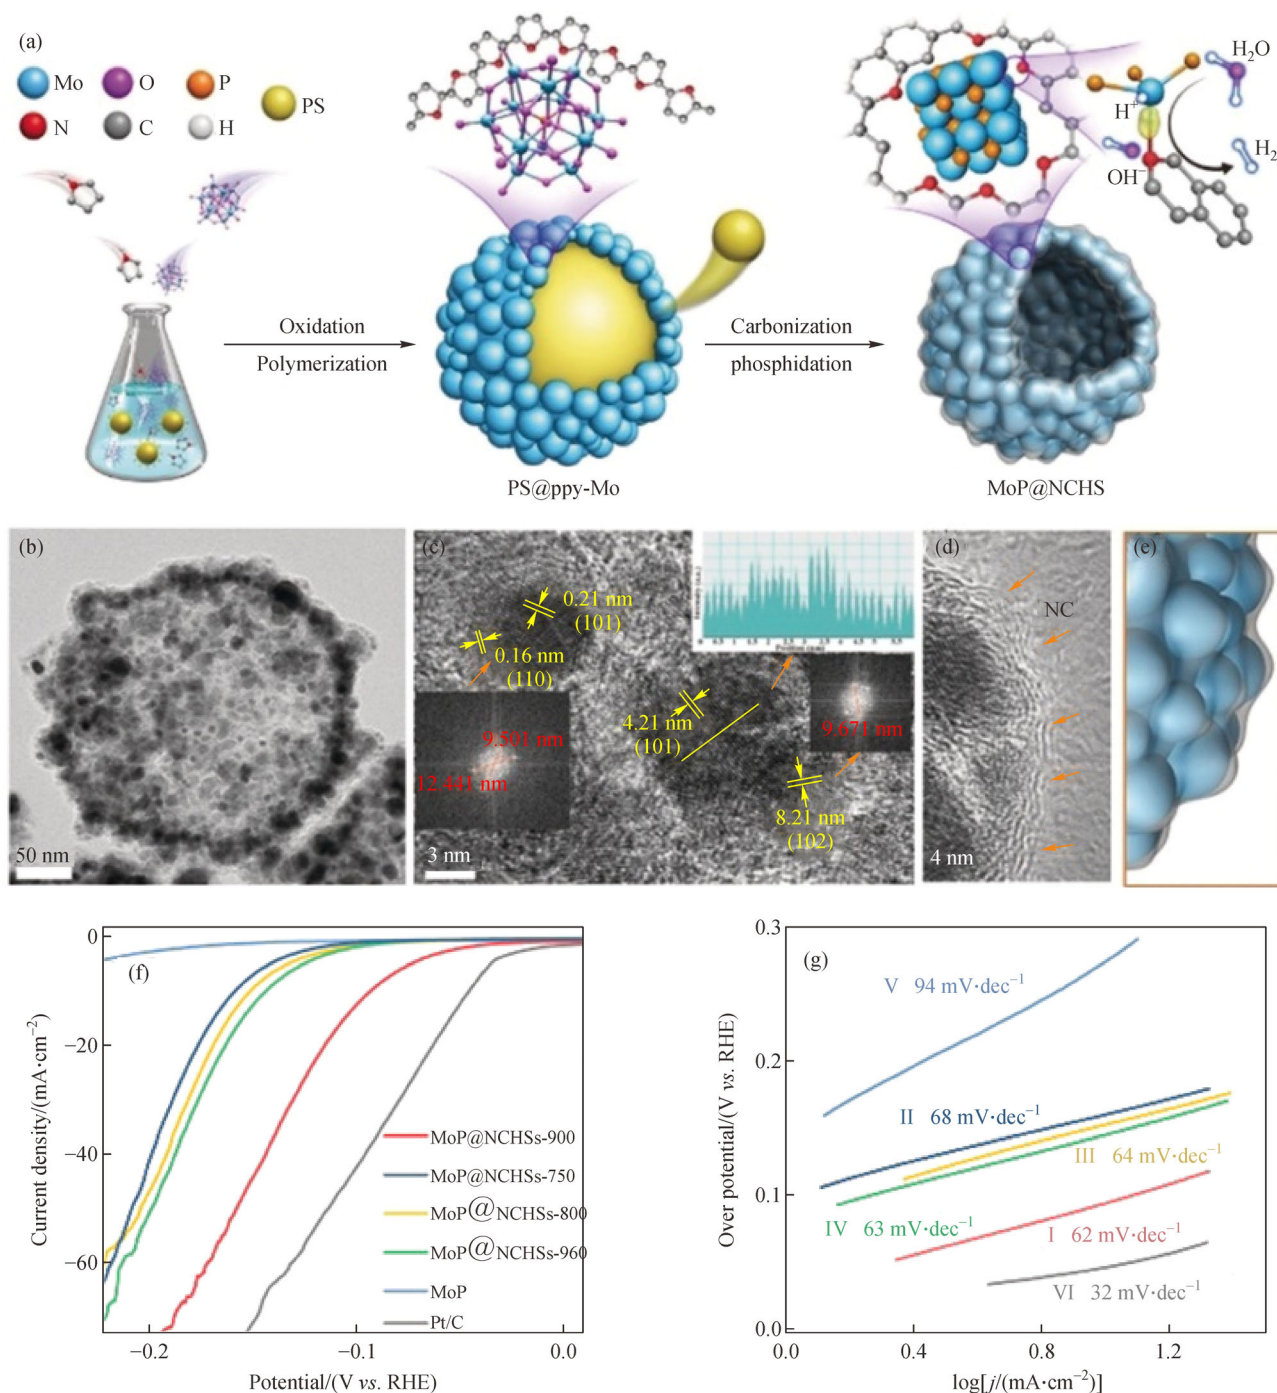 (a)
Mo
O
P
PS
N
C
H
H₂O
H⁺
H₂
OH⁻
Oxidation
Polymerization
Carbonization
phosphidation
PS@ppy-Mo
MoP@NCHS
(b)
50 nm
(c)
0.21 nm
(101)
0.16 nm
(110)
4.21 nm
(101)
9.501 nm
12.441 nm
9.671 nm
8.21 nm
(102)
3 nm
(d)
NC
4 nm
(e)
(f)
Current density/(mA·cm⁻²)
0
−20
−40
−60
MoP@NCHSs-900
MoP@NCHSs-750
MoP@NCHSs-800
MoP@NCHSs-960
MoP
Pt/C
−0.2
−0.1
0
Potential/(V vs. RHE)
(g)
Over potential/(V vs. RHE)
0.3
0.2
0.1
0.0
V 94 mV·dec⁻¹
II 68 mV·dec⁻¹
III 64 mV·dec⁻¹
IV 63 mV·dec⁻¹
I 62 mV·dec⁻¹
VI 32 mV·dec⁻¹
0.0
0.4
0.8
1.2
log[j/(mA·cm⁻²)]